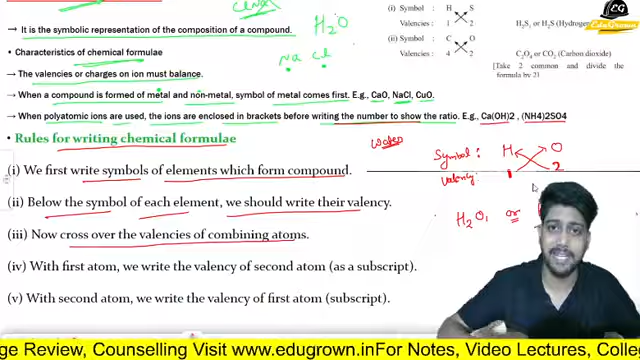 → It is the symbolic representation of the composition of a compound.
H₂O
• Characteristics of chemical formulae
Na Cl
→ The valencies or charges on ion must balance.
→ When a compound is formed of metal and non-metal, symbol of metal comes first. E.g., CaO, NaCl, CuO.
→ When polyatomic ions are used, the ions are enclosed in brackets before writing the number to show the ratio. E.g., Ca(OH)2 , (NH4)2SO4
(i) Symbol : H S
Valencies : 1 2
H₂S₁ or H₂S (Hydrogen
(ii) Symbol : C O
Valencies : 4 2
C₂O₄ or CO₂ (Carbon dioxide)
[Take 2 common and divide the
formula by 2]
CG
EduGrown
• Rules for writing chemical formulae
(i) We first write symbols of elements which form compound.
(ii) Below the symbol of each element, we should write their valency.
(iii) Now cross over the valencies of combining atoms.
(iv) With first atom, we write the valency of second atom (as a subscript).
(v) With second atom, we write the valency of first atom (subscript).
Water
Symbol : H O
Valency : 1 2
H₂O₁ or
ge Review, Counselling Visit www.edugrown.inFor Notes, Video Lectures, Colleg